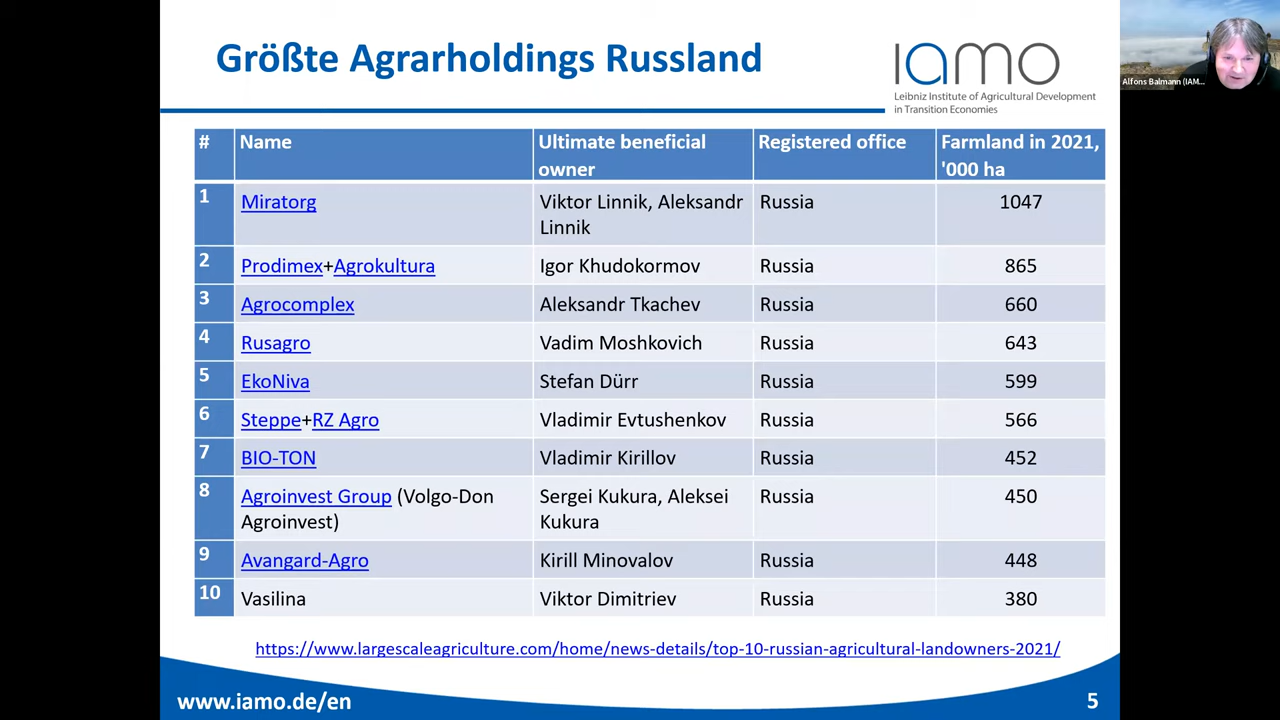 Größte Agrarholdings Russland
iamo
Leibniz Institute of Agricultural Development
in Transition Economies
Alfons Balmann (IAM...
# Name Ultimate beneficial owner Registered office Farmland in 2021, '000 ha
1 Miratorg Viktor Linnik, Aleksandr Linnik Russia 1047
2 Prodimex+Agrokultura Igor Khudokormov Russia 865
3 Agrocomplex Aleksandr Tkachev Russia 660
4 Rusagro Vadim Moshkovich Russia 643
5 EkoNiva Stefan Dürr Russia 599
6 Steppe+RZ Agro Vladimir Evtushenkov Russia 566
7 BIO-TON Vladimir Kirillov Russia 452
8 Agroinvest Group (Volgo-Don Agroinvest) Sergei Kukura, Aleksei Kukura Russia 450
9 Avangard-Agro Kirill Minovalov Russia 448
10 Vasilina Viktor Dimitriev Russia 380
https://www.largescaleagriculture.com/home/news-details/top-10-russian-agricultural-landowners-2021/
www.iamo.de/en
5